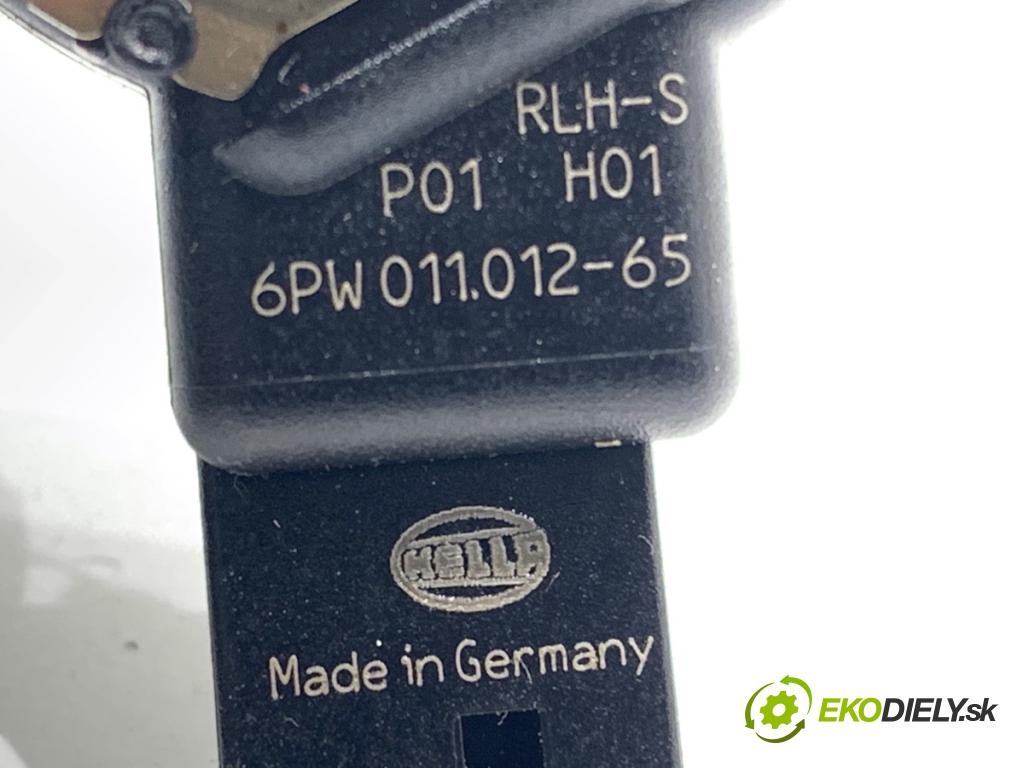 RLH-S
P01 H01
6PW 011.012-65
HELLA
Made in Germany
EKODIELY.sk